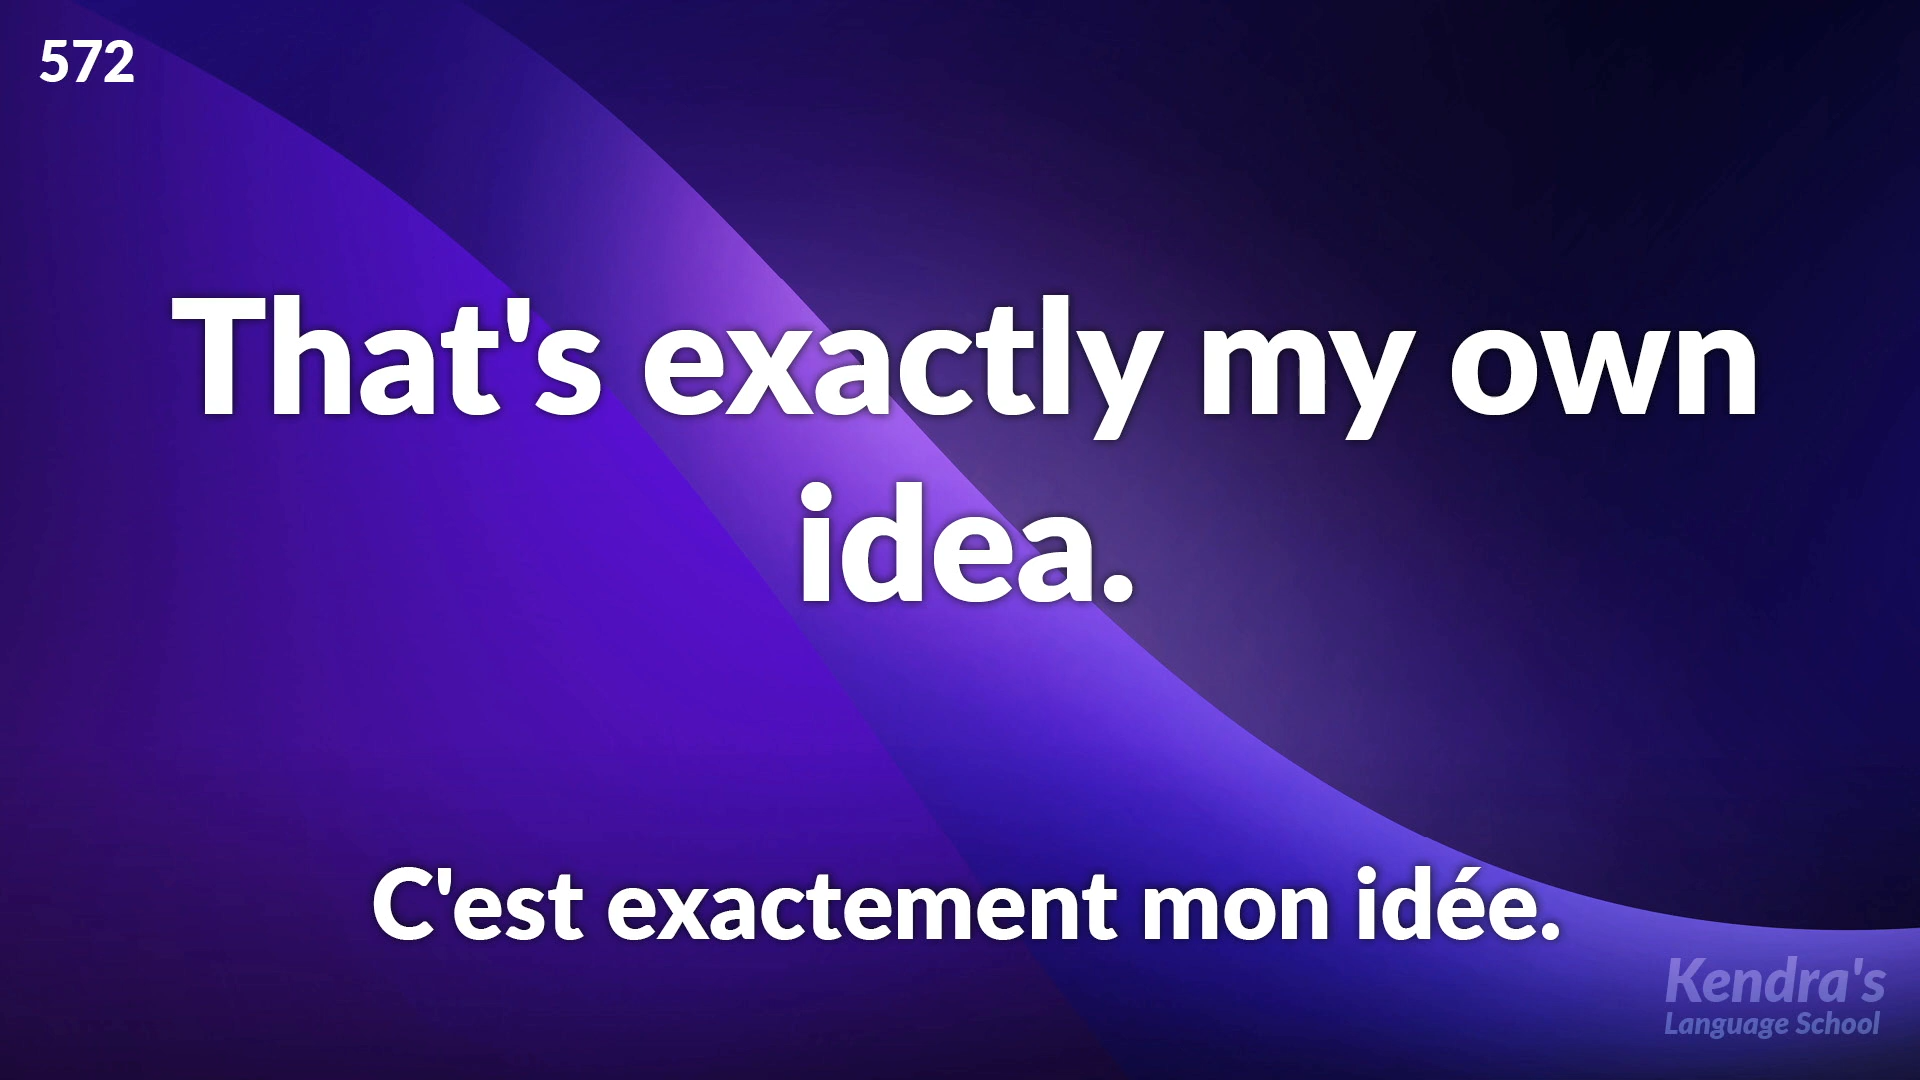 572
That's exactly my own
idea.
C'est exactement mon idée.
Kendra's
Language School